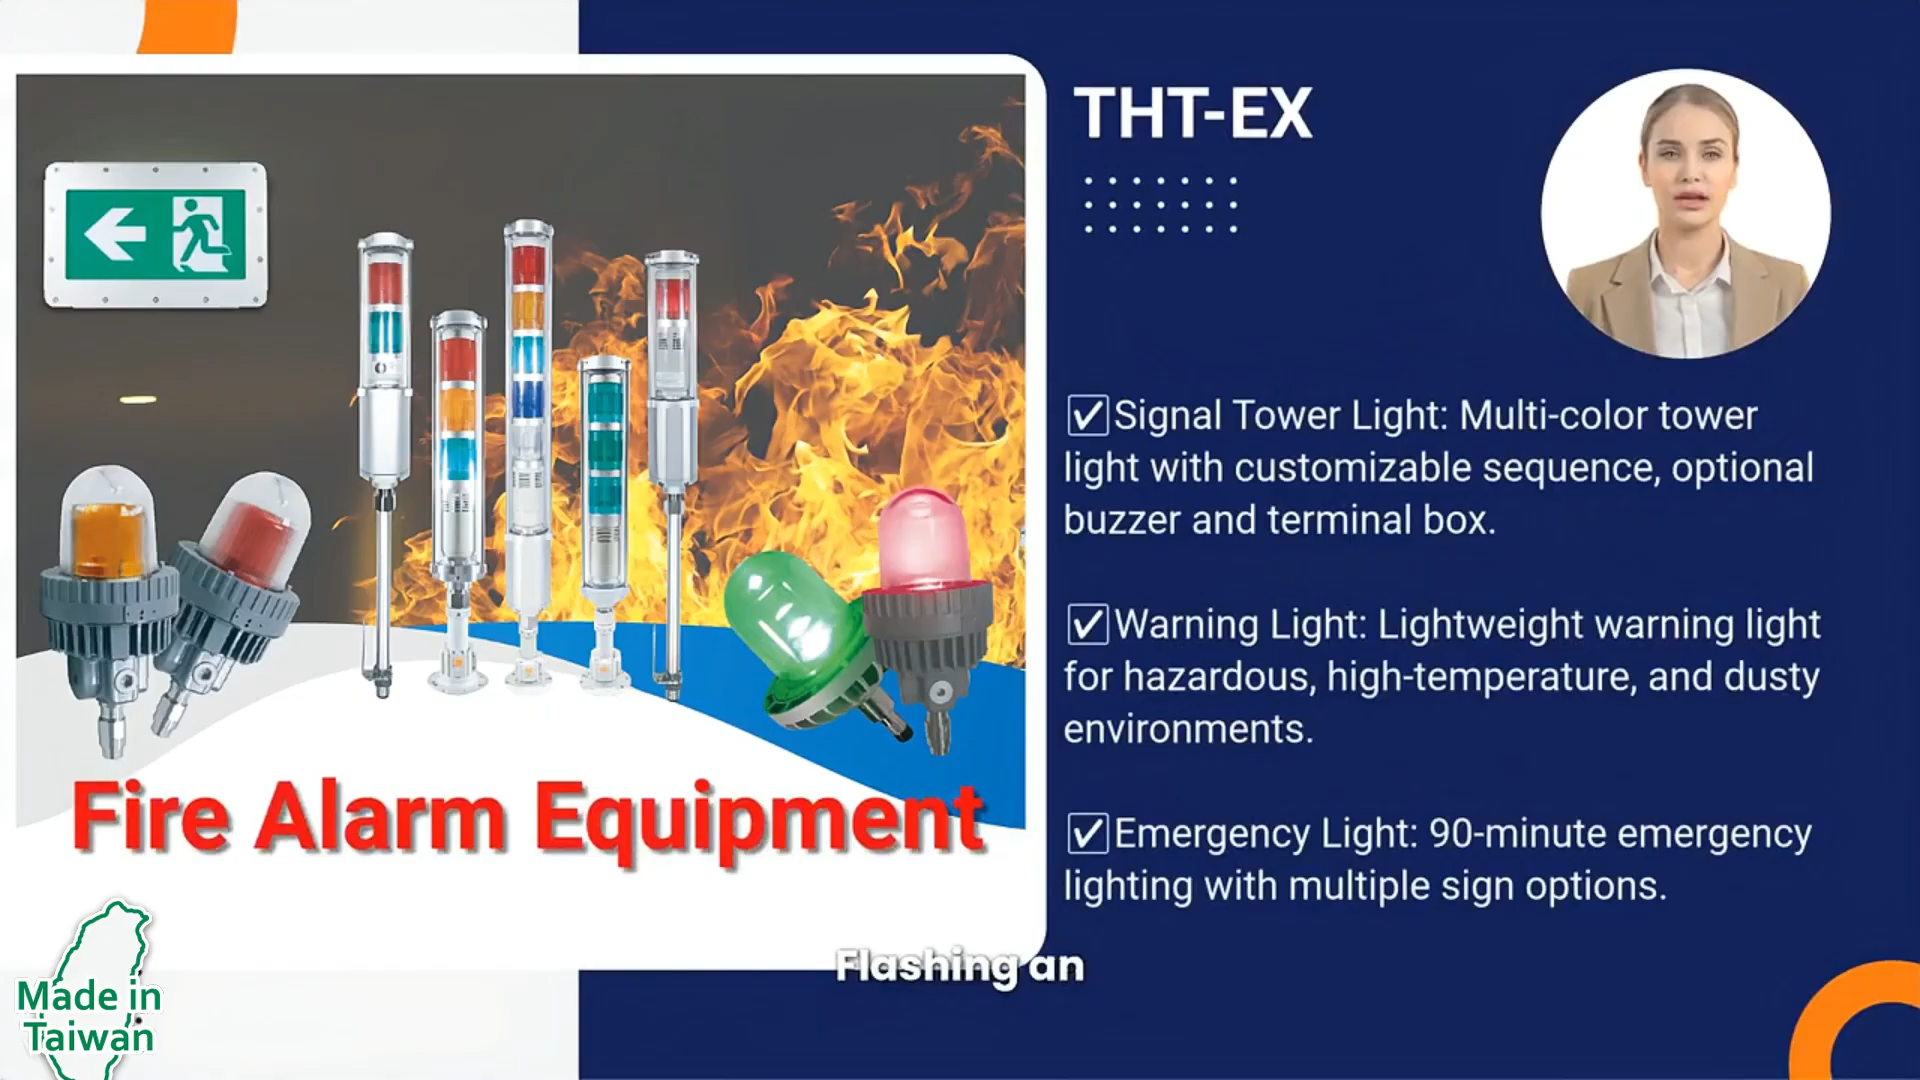 THT-EX
☑Signal Tower Light: Multi-color tower
light with customizable sequence, optional
buzzer and terminal box.
☑Warning Light: Lightweight warning light
for hazardous, high-temperature, and dusty
environments.
☑Emergency Light: 90-minute emergency
lighting with multiple sign options.
Fire Alarm Equipment
Flashing an
Made in
Taiwan